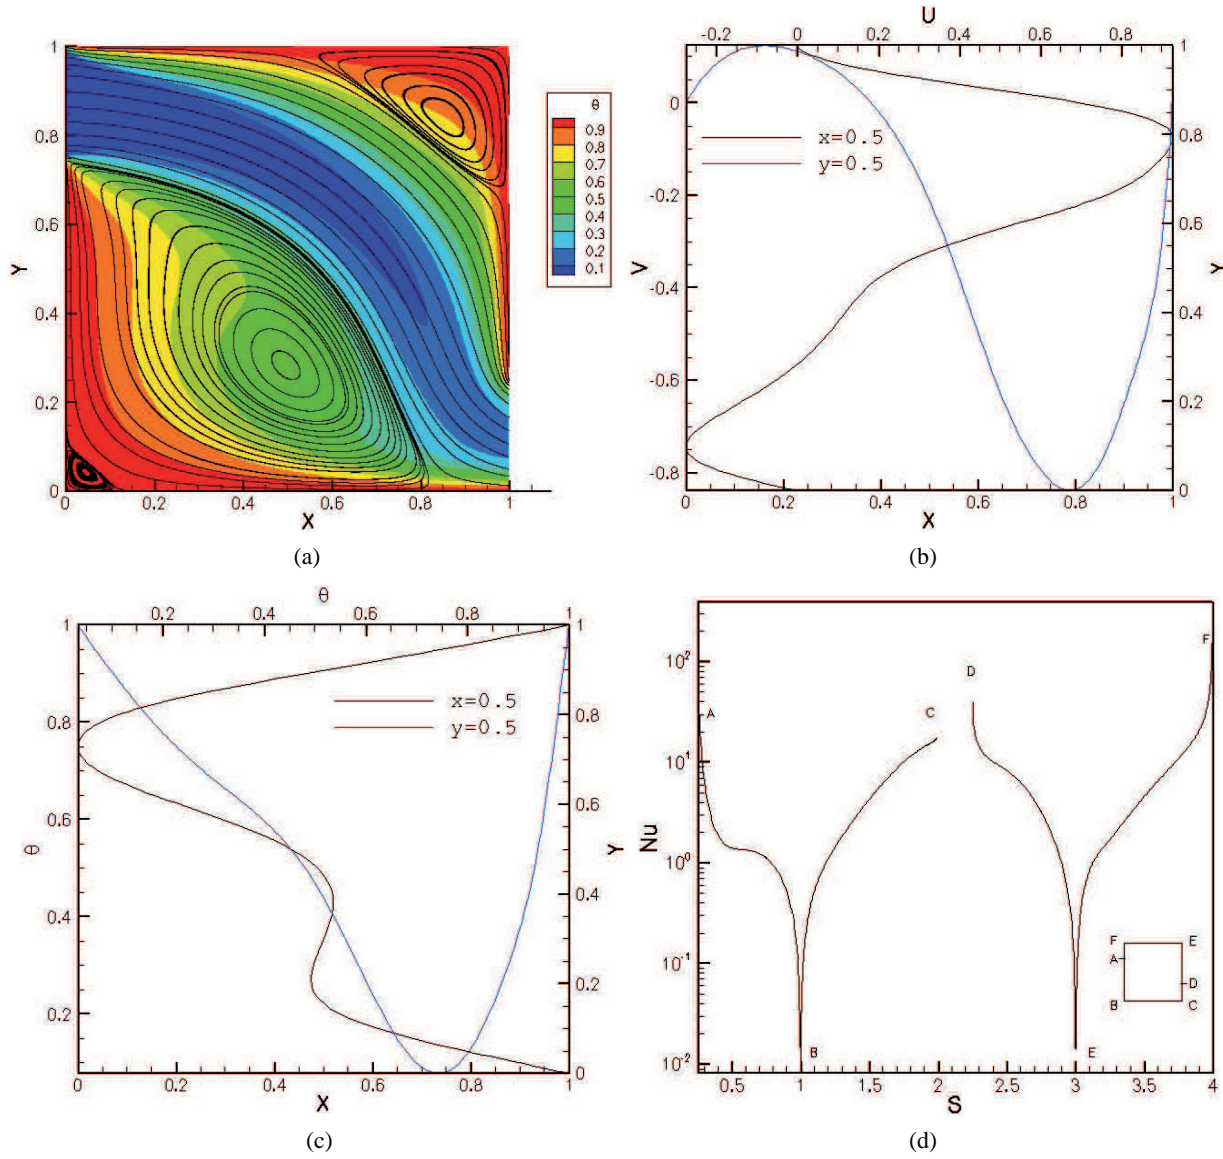 U
1
0.8
0.6
0.4
0.2
0
Y
0 0.2 0.4 0.6 0.8 1
X
θ
0.9
0.8
0.7
0.6
0.5
0.4
0.3
0.2
0.1
(a)
-0.2 0 0.2 0.4 0.6 0.8
0
-0.2
-0.4
-0.6
-0.8
V
x=0.5
y=0.5
1
0.8
0.6
0.4
0.2
0
Y
0 0.2 0.4 0.6 0.8 1
X
(b)
θ
0.2 0.4 0.6 0.8 1
1
0.8
0.6
0.4
0.2
θ
x=0.5
y=0.5
1
0.8
0.6
0.4
0.2
0
Y
0 0.2 0.4 0.6 0.8 1
X
(c)
10²
10¹
10⁰
10⁻¹
10⁻²
Nu
A
B
C
D
E
F
F E
A
D
B C
0.5 1 1.5 2 2.5 3 3.5 4
S
(d)